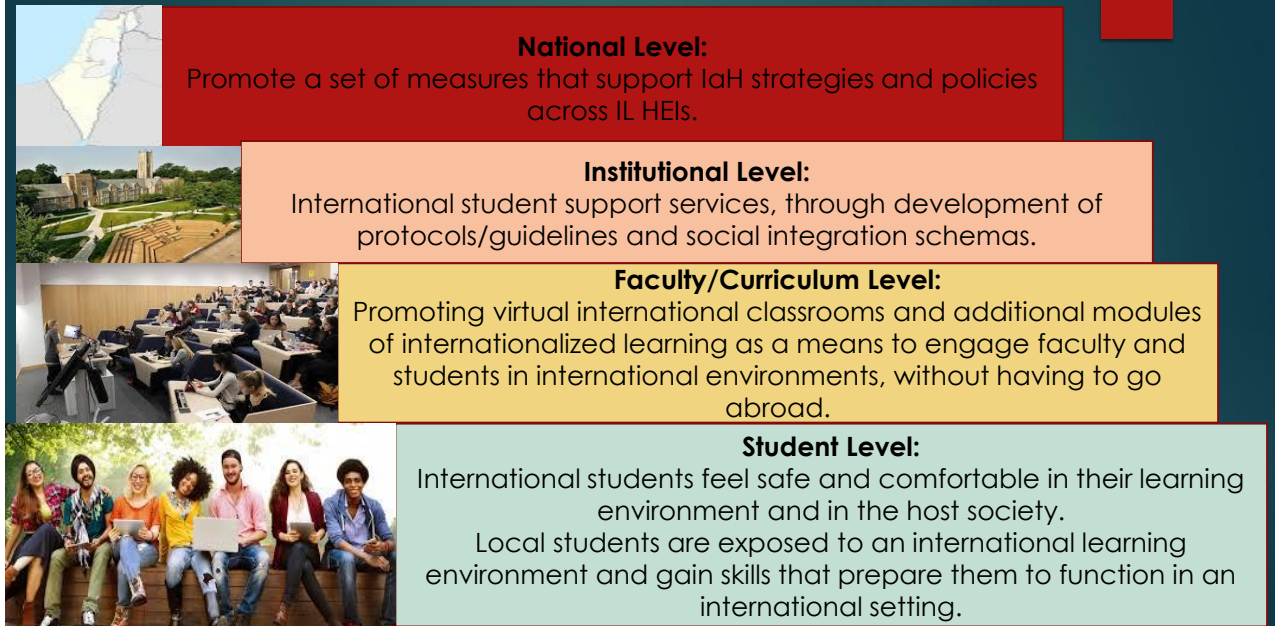 National Level:
Promote a set of measures that support IaH strategies and policies
across IL HEIs.
Institutional Level:
International student support services, through development of
protocols/guidelines and social integration schemas.
Faculty/Curriculum Level:
Promoting virtual international classrooms and additional modules
of internationalized learning as a means to engage faculty and
students in international environments, without having to go
abroad.
Student Level:
International students feel safe and comfortable in their learning
environment and in the host society.
Local students are exposed to an international learning
environment and gain skills that prepare them to function in an
international setting.